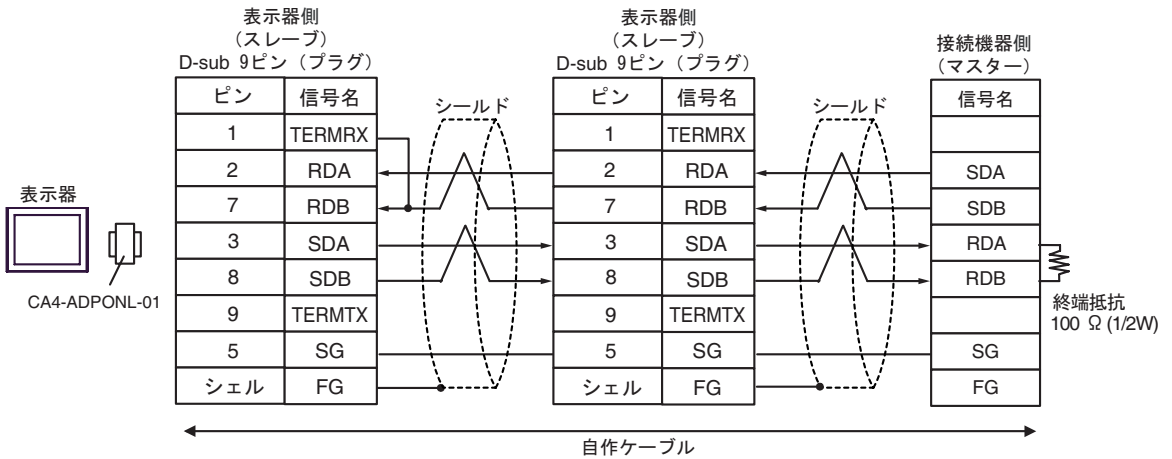 表示器側
（スレーブ）
D-sub 9ピン（プラグ）
ピン 信号名
1 TERMRX
2 RDA
7 RDB
3 SDA
8 SDB
9 TERMTX
5 SG
シェル FG
シールド
表示器側
（スレーブ）
D-sub 9ピン（プラグ）
ピン 信号名
1 TERMRX
2 RDA
7 RDB
3 SDA
8 SDB
9 TERMTX
5 SG
シェル FG
シールド
接続機器側
（マスター）
信号名
SDA
SDB
RDA
RDB
SG
FG
終端抵抗
100 Ω (1/2W)
表示器
CA4-ADPONL-01
自作ケーブル